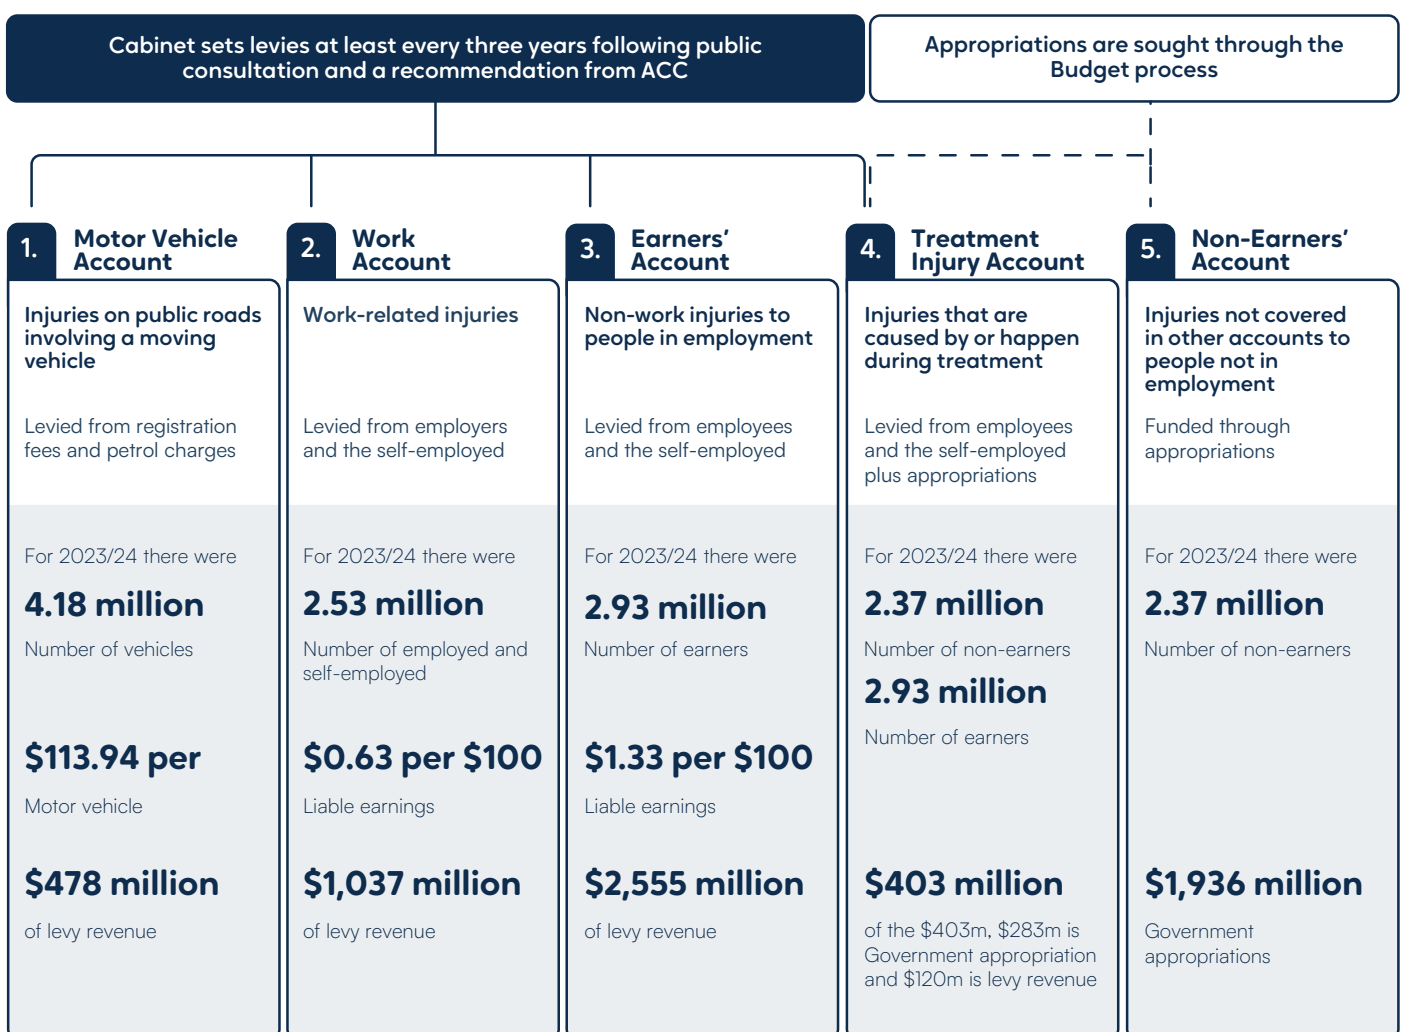 Cabinet sets levies at least every three years following public
consultation and a recommendation from ACC
Appropriations are sought through the
Budget process
1.
Motor Vehicle
Account
Injuries on public roads
involving a moving
vehicle
Levied from registration
fees and petrol charges
For 2023/24 there were
4.18 million
Number of vehicles
$113.94 per
Motor vehicle
$478 million
of levy revenue
2.
Work
Account
Work-related injuries
Levied from employers
and the self-employed
For 2023/24 there were
2.53 million
Number of employed and
self-employed
$0.63 per $100
Liable earnings
$1,037 million
of levy revenue
3.
Earners’
Account
Non-work injuries to
people in employment
Levied from employees
and the self-employed
For 2023/24 there were
2.93 million
Number of earners
$1.33 per $100
Liable earnings
$2,555 million
of levy revenue
4.
Treatment
Injury Account
Injuries that are
caused by or happen
during treatment
Levied from employees
and the self-employed
plus appropriations
For 2023/24 there were
2.37 million
Number of non-earners
2.93 million
Number of earners
$403 million
of the $403m, $283m is
Government appropriation
and $120m is levy revenue
5.
Non-Earners’
Account
Injuries not covered
in other accounts to
people not in
employment
Funded through
appropriations
For 2023/24 there were
2.37 million
Number of non-earners
$1,936 million
Government
appropriations